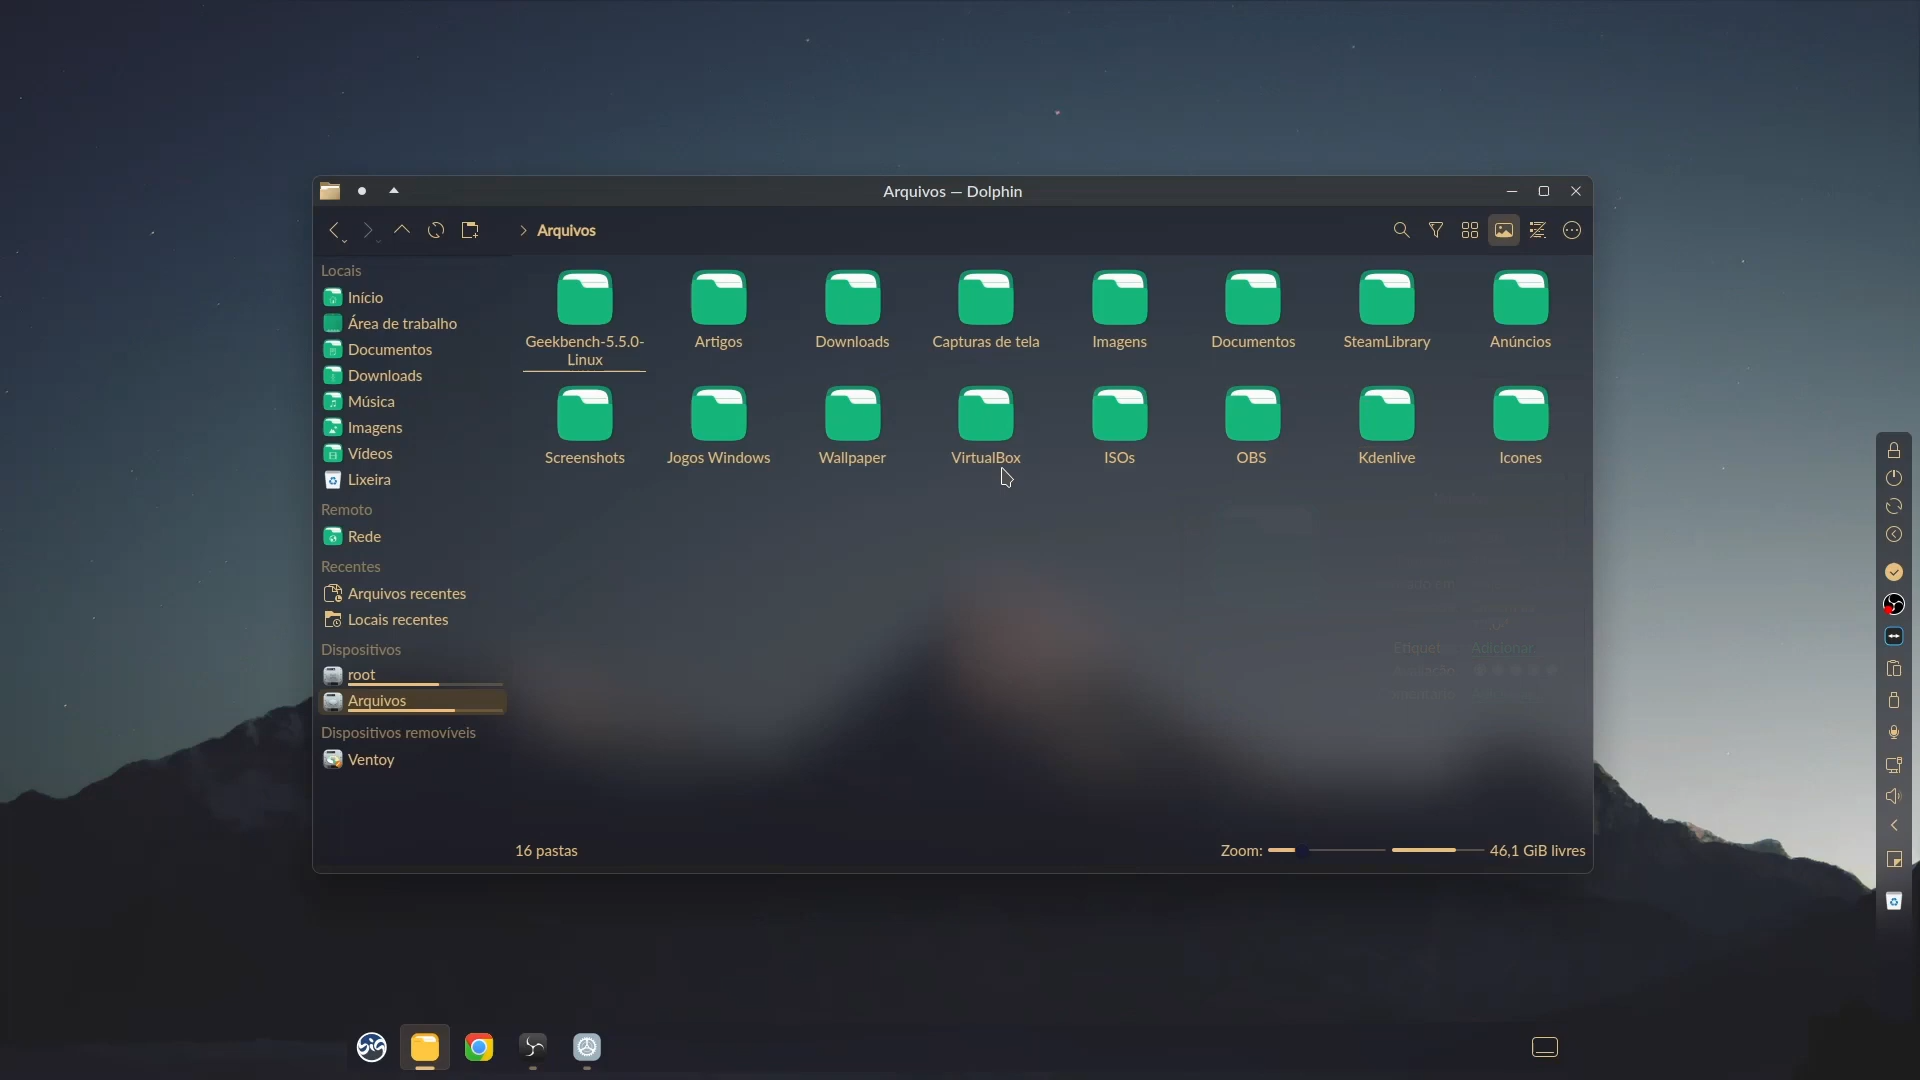 Arquivos — Dolphin
Arquivos
Locais
Início
Área de trabalho
Documentos
Downloads
Música
Imagens
Vídeos
Lixeira
Remoto
Rede
Recentes
Arquivos recentes
Locais recentes
Dispositivos
root
Arquivos
Dispositivos removíveis
Ventoy
Geekbench-5.5.0-
Linux
Artigos
Downloads
Capturas de tela
Imagens
Documentos
SteamLibrary
Anúncios
Screenshots
Jogos Windows
Wallpaper
VirtualBox
ISOs
OBS
Kdenlive
Icones
Adicionar
16 pastas
Zoom:
46,1 GiB livres